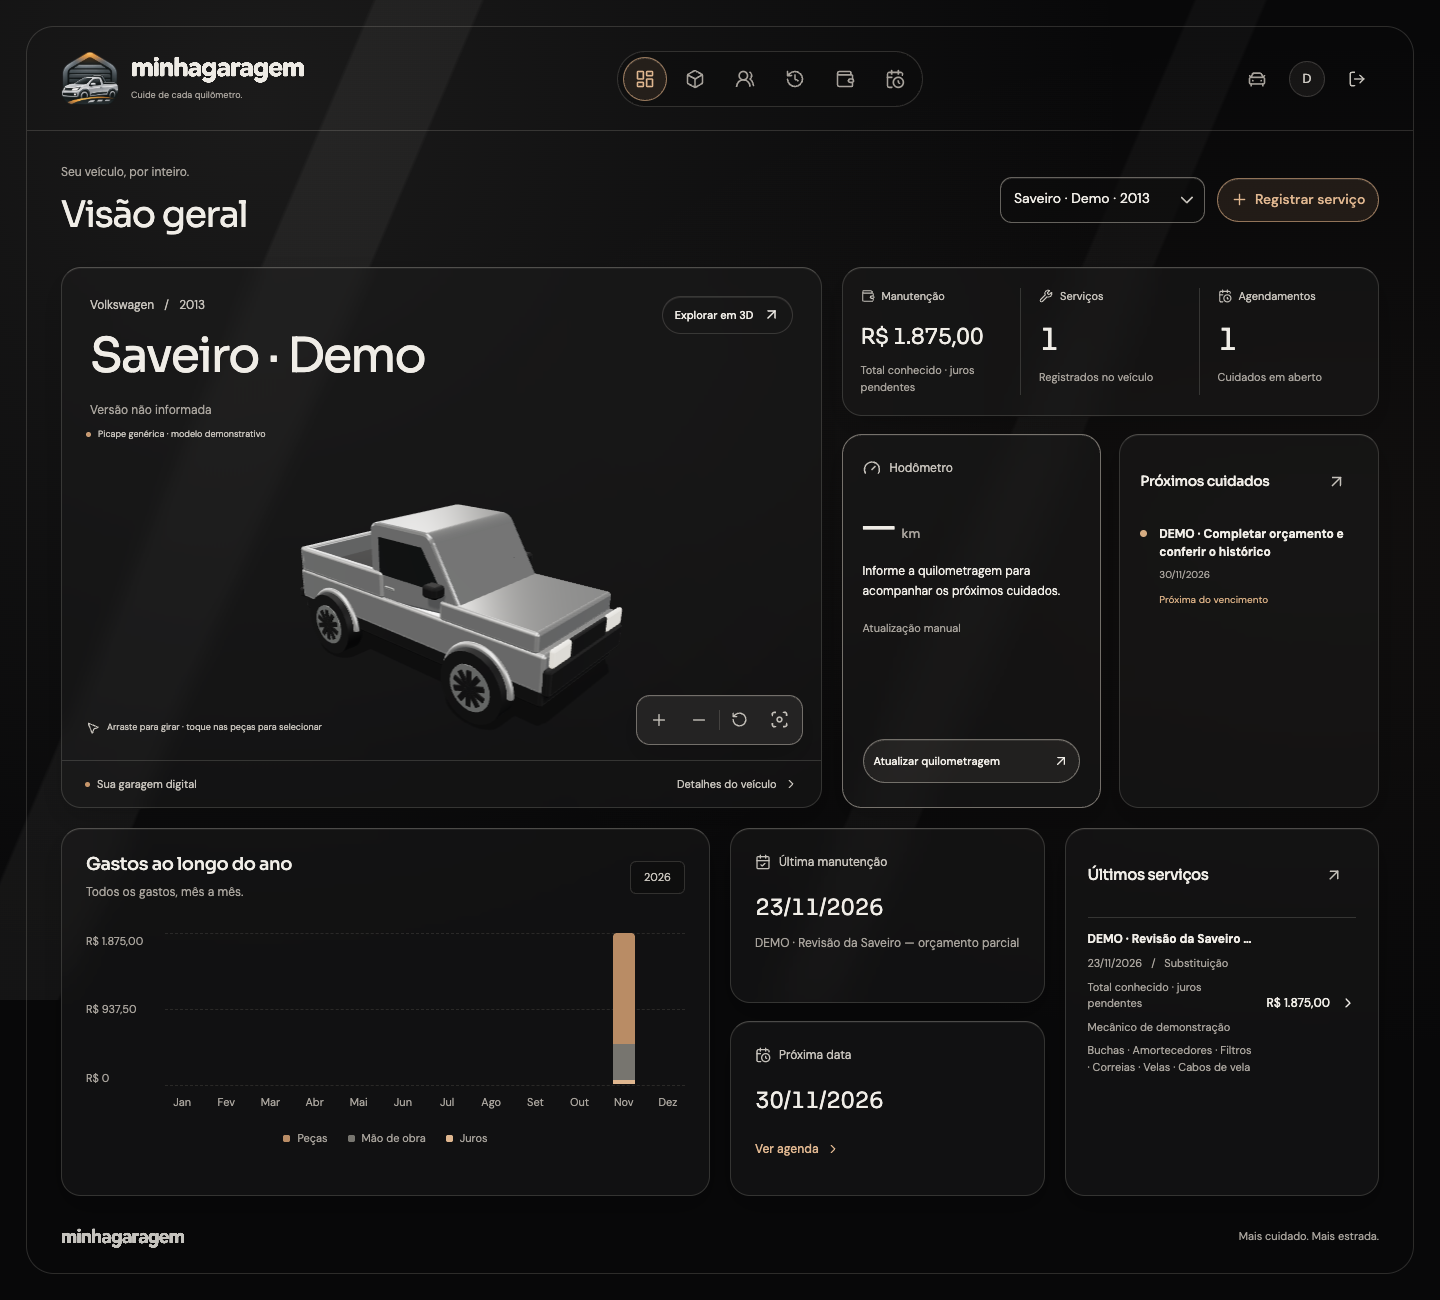 minhagaragem
Cuide de cada quilômetro.
D
Seu veículo, por inteiro.
Visão geral
Saveiro · Demo · 2013
Registrar serviço
Volkswagen / 2013
Explorar em 3D
Saveiro · Demo
Versão não informada
Picape genérica · modelo demonstrativo
Arraste para girar · toque nas peças para selecionar
Sua garagem digital
Detalhes do veículo
Manutenção
R$ 1.875,00
Total conhecido · juros
pendentes
Serviços
1
Registrados no veículo
Agendamentos
1
Cuidados em aberto
Hodômetro
— km
Informe a quilometragem para
acompanhar os próximos cuidados.
Atualização manual
Atualizar quilometragem
Próximos cuidados
DEMO · Completar orçamento e
conferir o histórico
30/11/2026
Próxima do vencimento
Gastos ao longo do ano
Todos os gastos, mês a mês.
2026
R$ 1.875,00
R$ 937,50
R$ 0
Jan Fev Mar Abr Mai Jun Jul Ago Set Out Nov Dez
Peças Mão de obra Juros
Última manutenção
23/11/2026
DEMO · Revisão da Saveiro — orçamento parcial
Próxima data
30/11/2026
Ver agenda
Últimos serviços
DEMO · Revisão da Saveiro ...
23/11/2026 / Substituição
Total conhecido · juros
pendentes
R$ 1.875,00
Mecânico de demonstração
Buchas · Amortecedores · Filtros
· Correias · Velas · Cabos de vela
minhagaragem
Mais cuidado. Mais estrada.